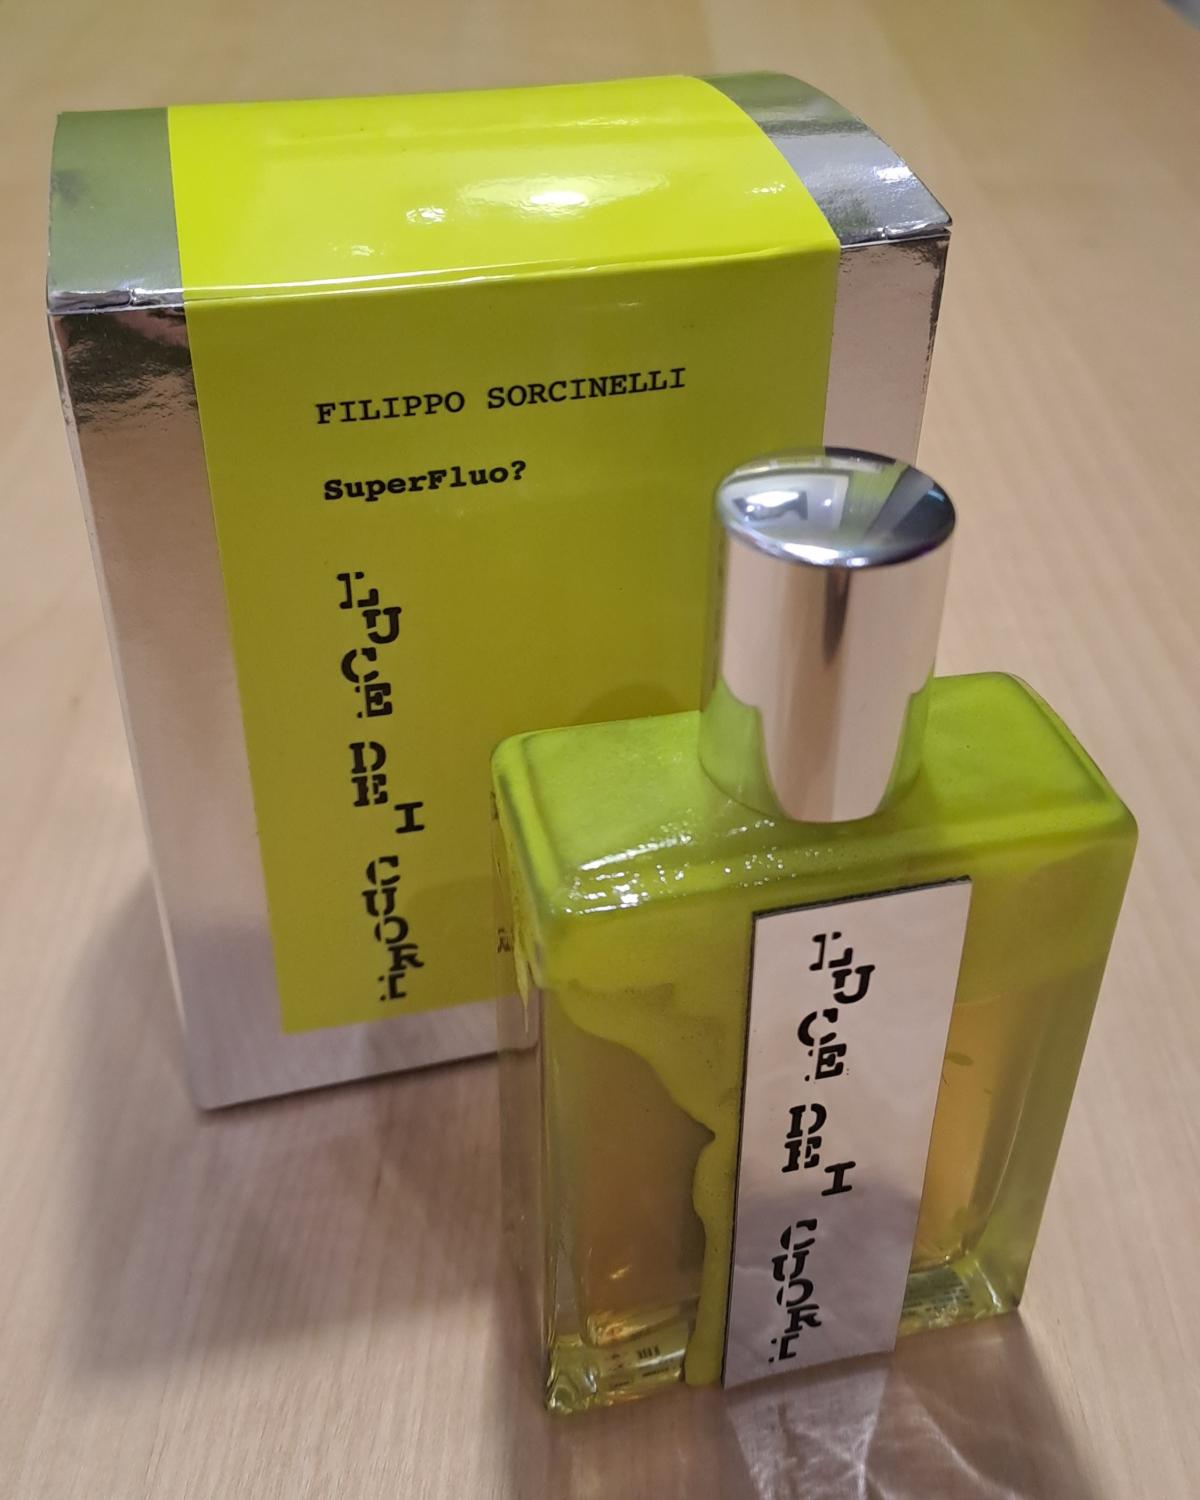 FILIPPO SORCINELLI
SuperFluo?
LUCE DEI CUORI
LUCE DEI CUORI